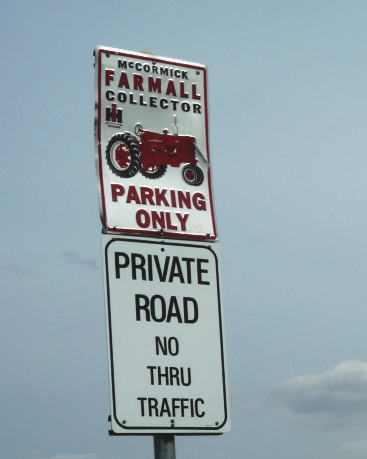 McCORMICK
FARMALL
COLLECTOR
IH
PARKING
ONLY
PRIVATE
ROAD
NO
THRU
TRAFFIC